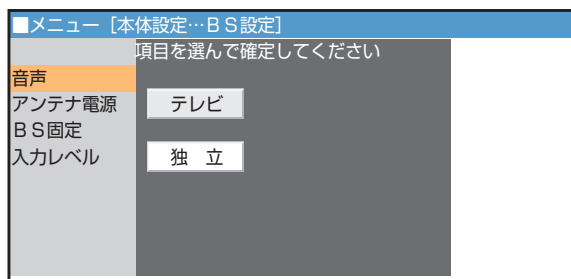 ■メニュー［本体設定…ＢＳ設定］
項目を選んで確定してください
音声
アンテナ電源
ＢＳ固定
入力レベル
テレビ
独　立